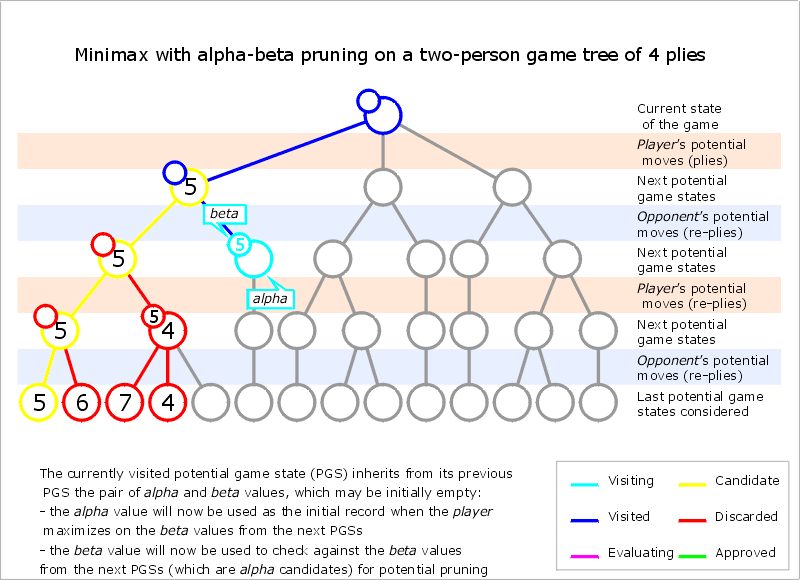 Minimax with alpha-beta pruning on a two-person game tree of 4 plies
Current state
of the game
Player's potential
moves (plies)
5
Next potential
game states
beta
Opponent's potential
moves (re-plies)
5
5
Next potential
game states
alpha
Player's potential
moves (re-plies)
5
5
4
Next potential
game states
Opponent's potential
moves (re-plies)
5
6
7
4
Last potential game
states considered
The currently visited potential game state (PGS) inherits from its previous
PGS the pair of alpha and beta values, which may be initially empty:
- the alpha value will now be used as the initial record when the player
maximizes on the beta values from the next PGSs
- the beta value will now be used to check against the beta values
from the next PGSs (which are alpha candidates) for potential pruning
Visiting
Candidate
Visited
Discarded
Evaluating
Approved